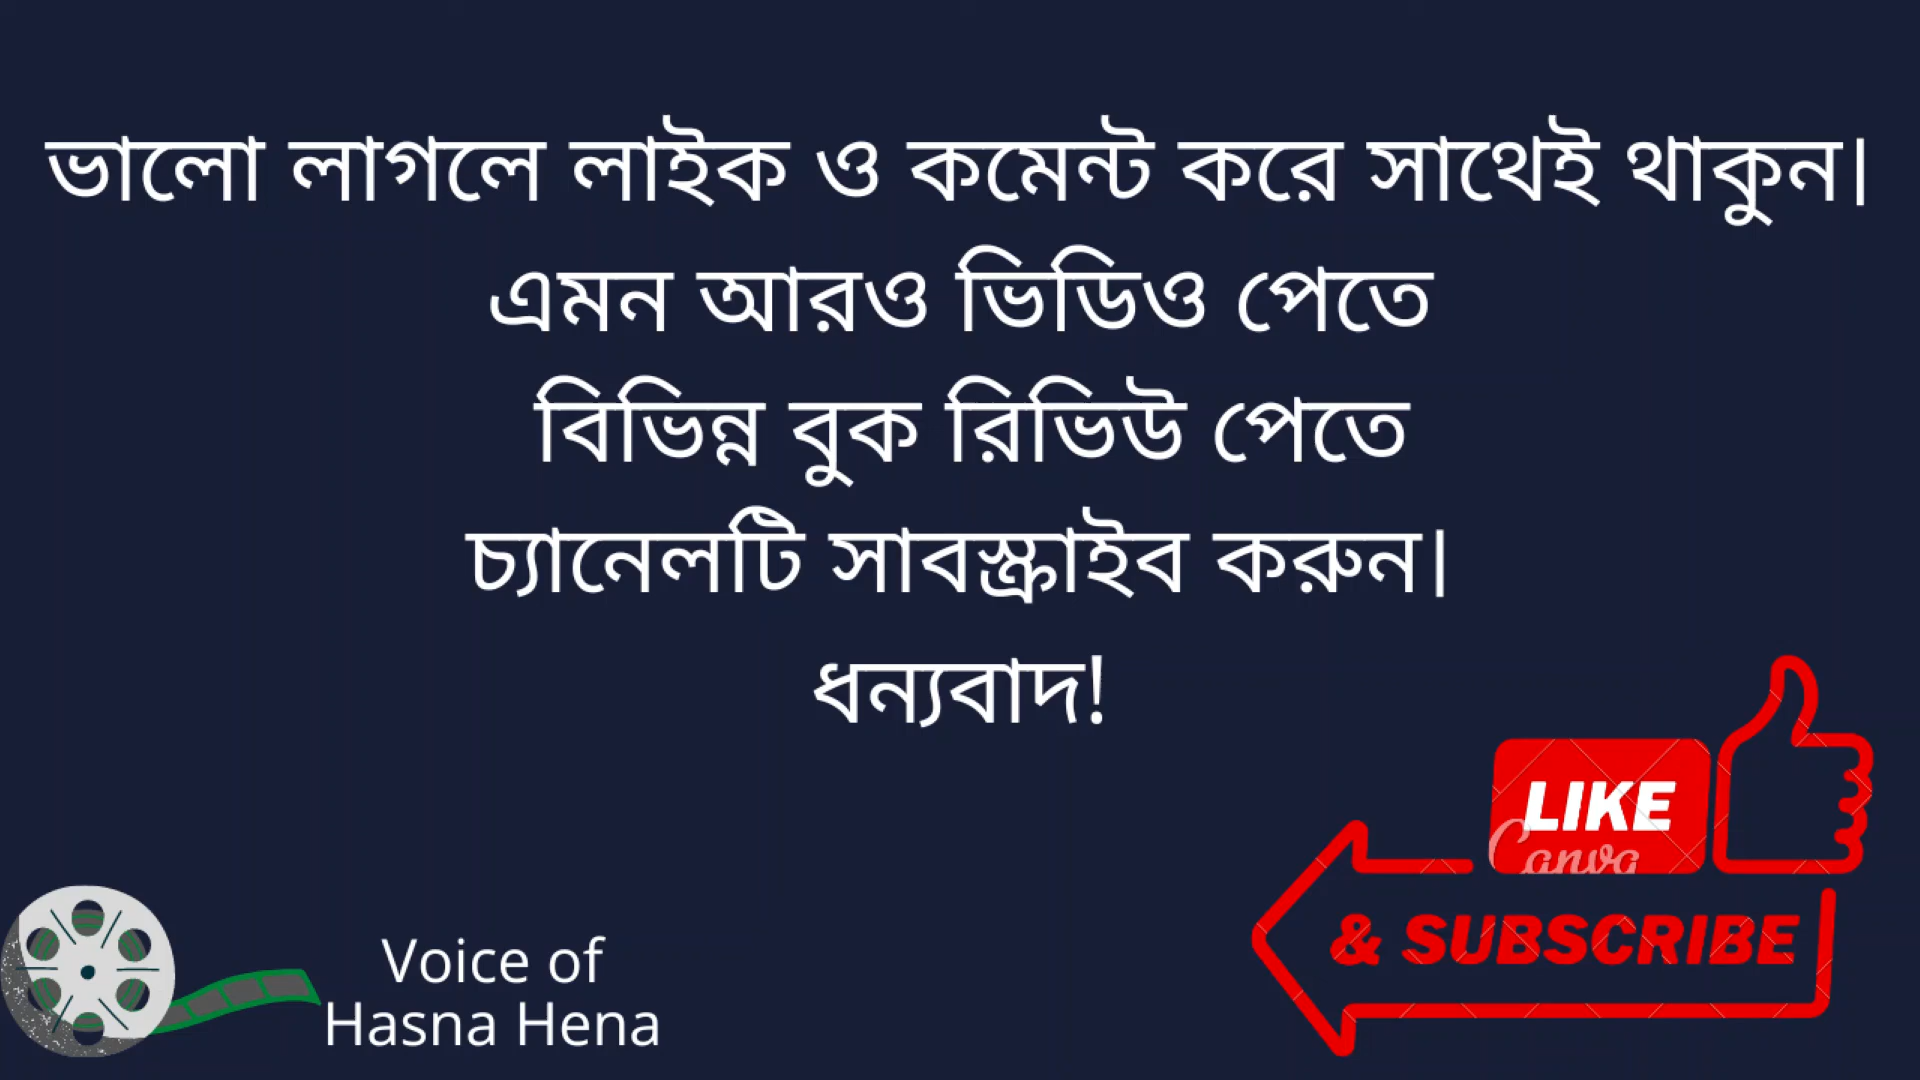 ভালো লাগলে লাইক ও কমেন্ট করে সাথেই থাকুন।
এমন আরও ভিডিও পেতে
বিভিন্ন বুক রিভিউ পেতে
চ্যানেলটি সাবস্ক্রাইব করুন।
ধন্যবাদ!
LIKE
Canva
& SUBSCRIBE
Voice of
Hasna Hena